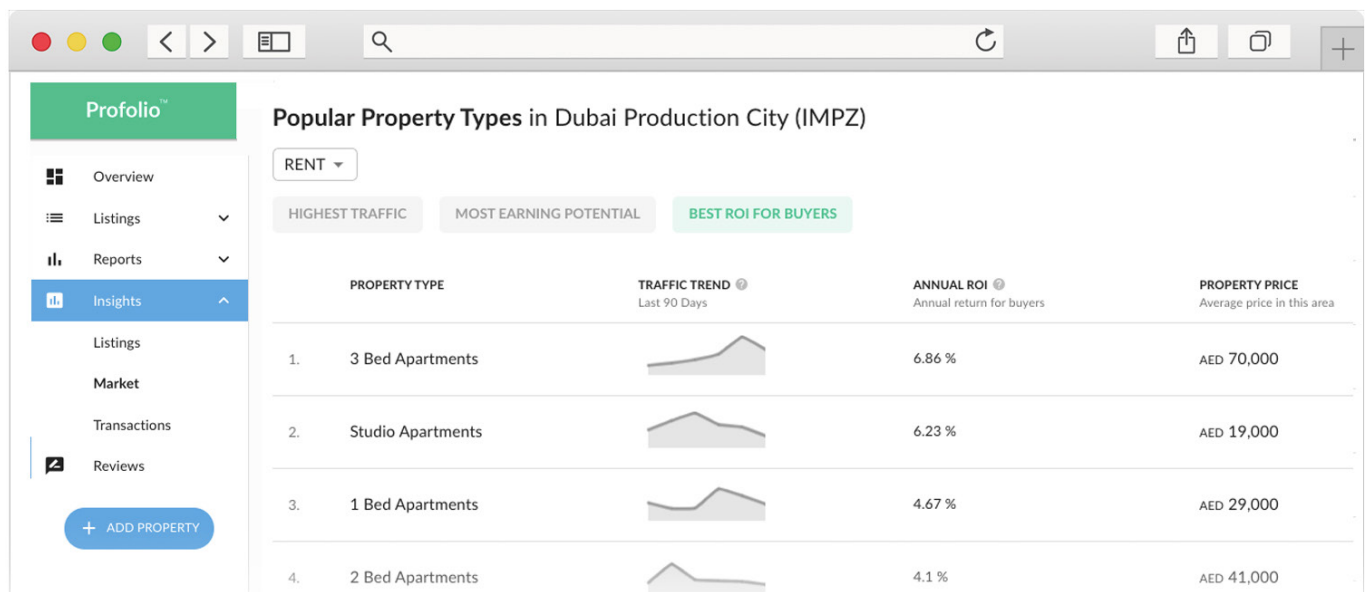 Profolio™
Overview
Listings
Reports
Insights
Listings
Market
Transactions
Reviews
+ ADD PROPERTY
Popular Property Types in Dubai Production City (IMPZ)
RENT
HIGHEST TRAFFIC MOST EARNING POTENTIAL BEST ROI FOR BUYERS
PROPERTY TYPE TRAFFIC TREND ? ANNUAL ROI ? PROPERTY PRICE
Last 90 Days Annual return for buyers Average price in this area
1. 3 Bed Apartments 6.86 % AED 70,000
2. Studio Apartments 6.23 % AED 19,000
3. 1 Bed Apartments 4.67 % AED 29,000
4. 2 Bed Apartments 4.1 % AED 41,000